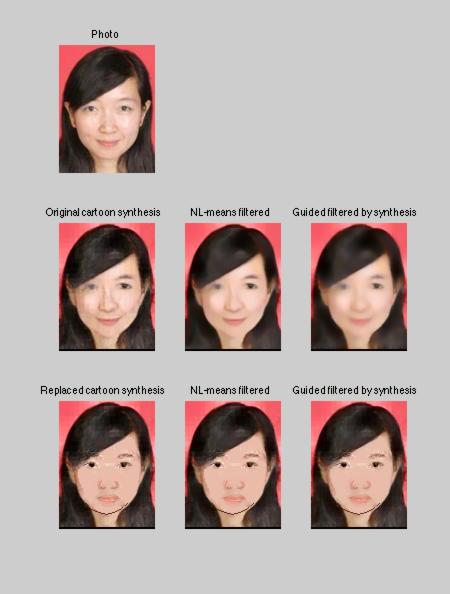 Photo
Original cartoon synthesis NL-means filtered Guided filtered by synthesis
Replaced cartoon synthesis NL-means filtered Guided filtered by synthesis